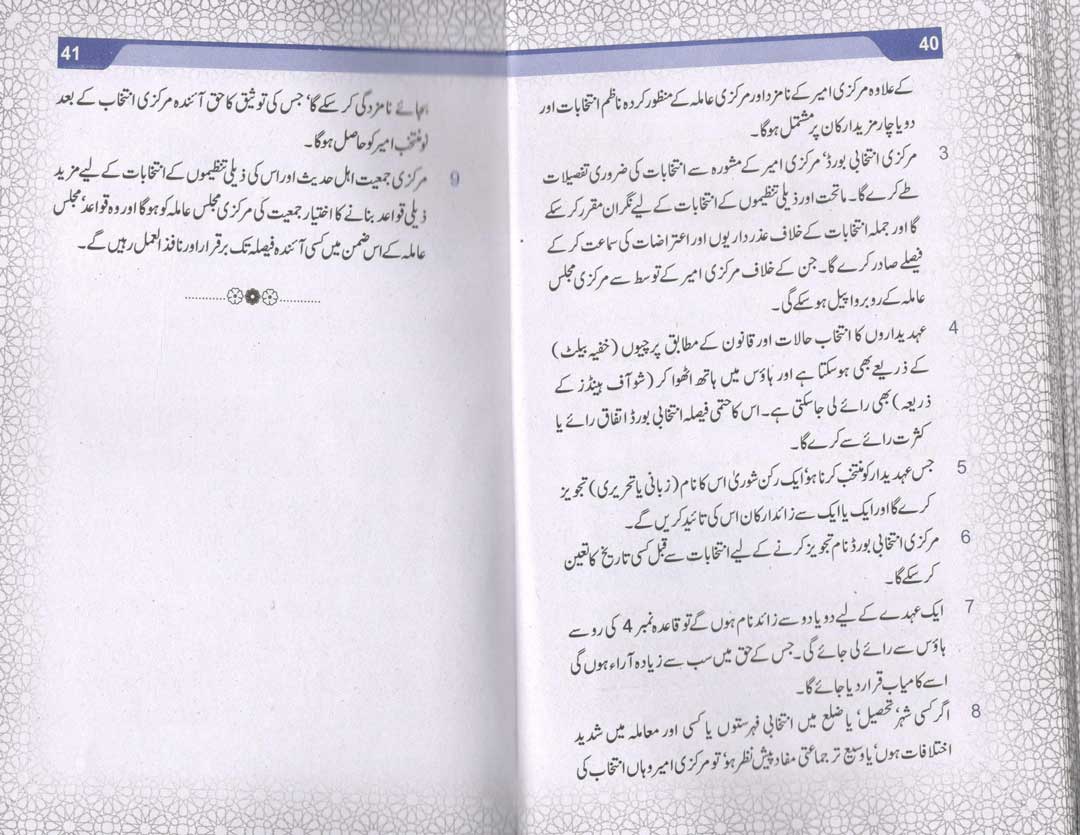 40
کے علاوہ مرکزی امیر کے نامزد اور مرکزی عاملہ کے منظور کردہ ناظم انتخابات اور
دو یا چار مزید ارکان پر مشتمل ہوگا۔
3 مرکزی انتخابی بورڈ‘ مرکزی امیر کے مشورہ سے انتخابات کی ضروری تفصیلات
طے کرے گا۔ ماتحت اور ذیلی تنظیموں کے انتخابات کے لیے نگران مقرر کر سکے
گا اور جملہ انتخابات کے خلاف عذر داریوں اور اعتراضات کی سماعت کر کے
فیصلے صادر کرے گا۔ جن کے خلاف مرکزی امیر کے توسط سے مرکزی مجلس
عاملہ کے روبرو اپیل ہو سکے گی۔
4 عہدیداروں کا انتخاب حالات اور قانون کے مطابق پرچیوں (خفیہ بیلٹ)
کے ذریعے بھی ہوسکتا ہے اور ہاؤس میں ہاتھ اٹھوا کر (شو آف ہینڈز کے
ذریعہ) بھی رائے لی جاسکتی ہے۔ اس کا حتمی فیصلہ انتخابی بورڈ اتفاق رائے یا
کثرت رائے سے کرے گا۔
5 جس عہدیدار کو منتخب کرنا ہو‘ ایک رکن شوریٰ اس کا نام (زبانی یا تحریری) تجویز
کرے گا اور ایک یا ایک سے زائد ارکان اس کی تائید کریں گے۔
6 مرکزی انتخابی بورڈ نام تجویز کرنے کے لیے انتخابات سے قبل کسی تاریخ کا تعین
کر سکے گا۔
7 ایک عہدے کے لیے دو یا دو سے زائد نام ہوں گے تو قاعدہ نمبر 4 کی رو سے
ہاؤس سے رائے لی جائے گی۔ جس کے حق میں سب سے زیادہ آراء ہوں گی
اسے کامیاب قرار دیا جائے گا۔
8 اگر کسی شہر‘ تحصیل‘ یا ضلع میں انتخابی فہرستوں یا کسی اور معاملہ میں شدید
اختلافات ہوں‘ یا وسیع تر جماعتی مفاد پیش نظر ہو‘ تو مرکزی امیر وہاں انتخاب کی
41
بجائے نامزدگی کر سکے گا‘ جس کی توثیق کا حق آئندہ مرکزی انتخاب کے بعد
نو منتخب امیر کو حاصل ہوگا۔
9 مرکزی جمعیت اہل حدیث اور اس کی ذیلی تنظیموں کے انتخابات کے لیے مزید
ذیلی قواعد بنانے کا اختیار جمعیت کی مرکزی مجلس عاملہ کو ہوگا اور وہ قواعد‘ مجلس
عاملہ کے اس ضمن میں کسی آئندہ فیصلہ تک برقرار اور نافذ العمل رہیں گے۔